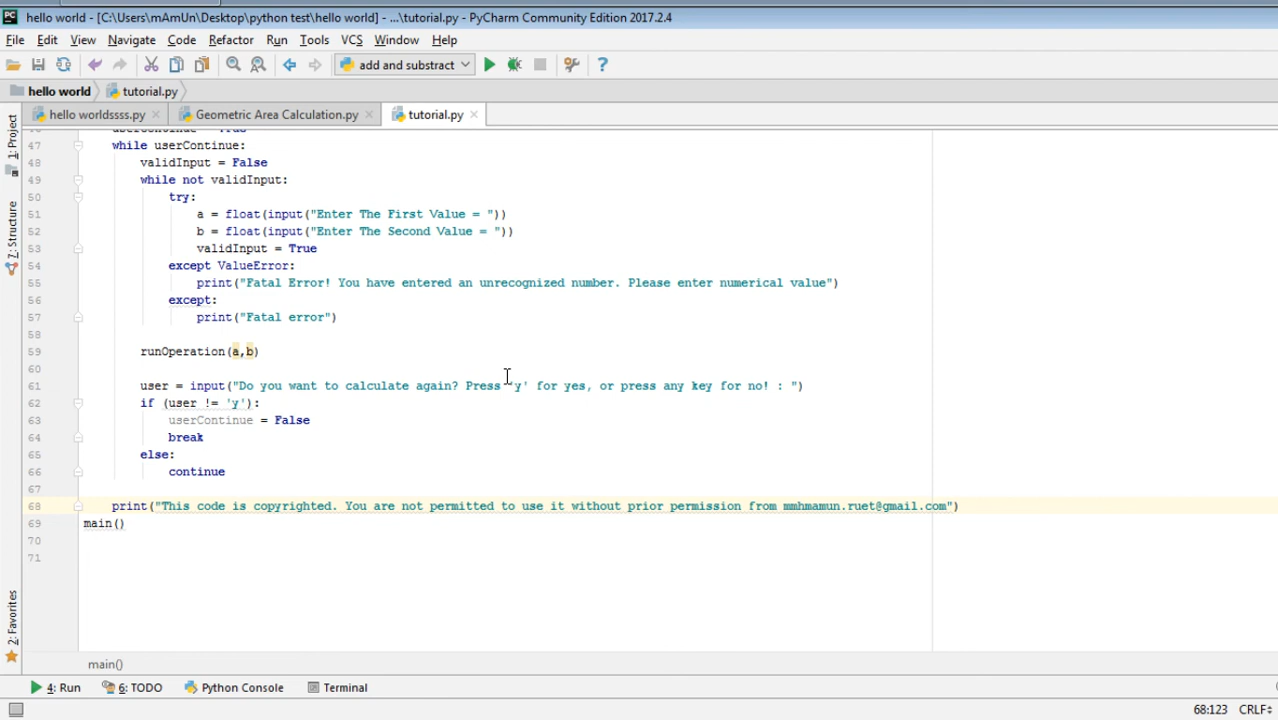 hello world - [C:\Users\mAmUn\Desktop\python test\hello world] - ...\tutorial.py - PyCharm Community Edition 2017.2.4
File Edit View Navigate Code Refactor Run Tools VCS Window Help
add and substract
hello world tutorial.py
hello worldssss.py Geometric Area Calculation.py tutorial.py
1: Project
7: Structure
2: Favorites
47 while userContinue:
48 validInput = False
49 while not validInput:
50 try:
51 a = float(input("Enter The First Value = "))
52 b = float(input("Enter The Second Value = "))
53 validInput = True
54 except ValueError:
55 print("Fatal Error! You have entered an unrecognized number. Please enter numerical value")
56 except:
57 print("Fatal error")
58
59 runOperation(a,b)
60
61 user = input("Do you want to calculate again? Press 'y' for yes, or press any key for no! : ")
62 if (user != 'y'):
63 userContinue = False
64 break
65 else:
66 continue
67
68 print("This code is copyrighted. You are not permitted to use it without prior permission from mmhmamun.ruet@gmail.com")
69 main()
70
71
main()
4: Run 6: TODO Python Console Terminal
68:123 CRLF